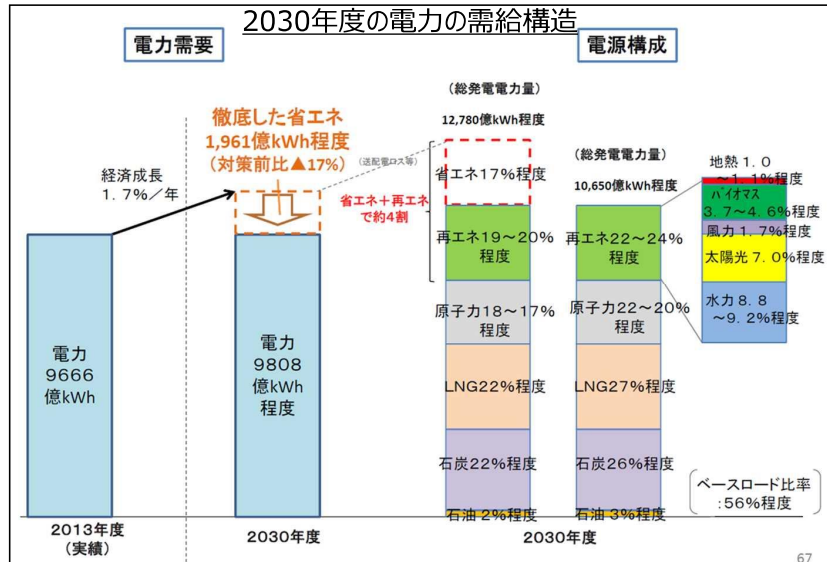 2030年度の電力の需給構造
電力需要
電源構成
徹底した省エネ
1,961億kWh程度
(対策前比▲17%)
経済成長
1.7%/年
(送配電ロス等)
電力
9666
億kWh
電力
9808
億kWh
程度
2013年度
(実績)
2030年度
(総発電電力量)
12,780億kWh程度
省エネ+再エネ
で約4割
省エネ17%程度
再エネ19~20%
程度
原子力18~17%
程度
LNG22%程度
石炭22%程度
石油2%程度
(総発電電力量)
10,650億kWh程度
再エネ22~24%
程度
原子力22~20%
程度
LNG27%程度
石炭26%程度
石油3%程度
2030年度
地熱1.0
~1.1%程度
バイオマス
3.7~4.6%程度
風力1.7%程度
太陽光7.0%程度
水力8.8
~9.2%程度
ベースロード比率
:56%程度
67